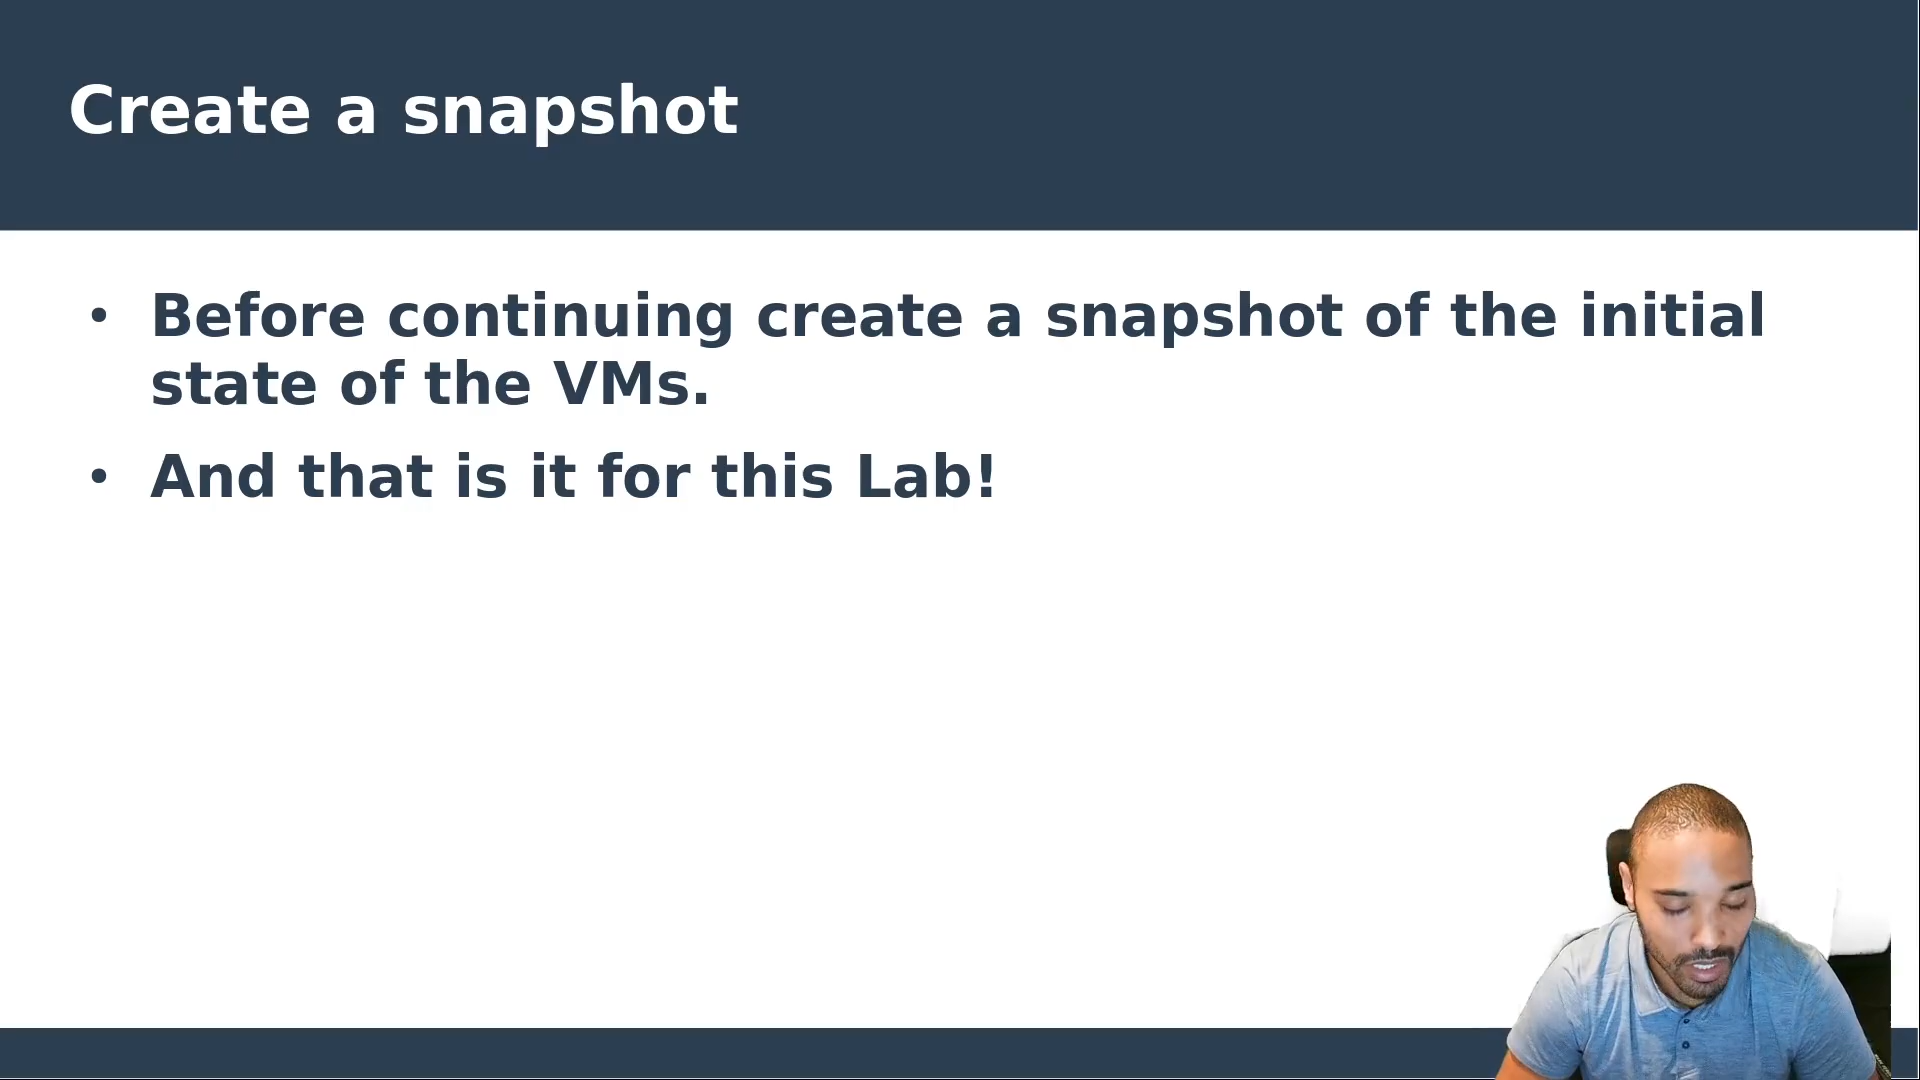 Create a snapshot
• Before continuing create a snapshot of the initial
state of the VMs.
• And that is it for this Lab!